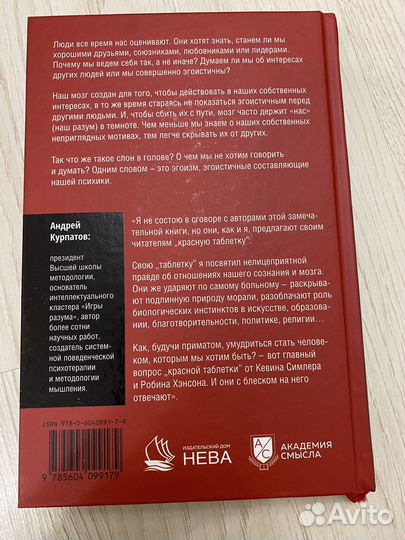 Люди все время нас оценивают. Они хотят знать, станем ли мы
хорошими друзьями, союзниками, любовниками или лидерами.
Почему мы ведем себя так, а не иначе? Думаем ли мы об интересах
других людей или мы совершенно эгоистичны?
Наш мозг создан для того, чтобы действовать в наших собственных
интересах, в то же время стараясь не показаться эгоистичным перед
другими людьми. И чтобы сбить их с пути, мозг часто держит «нас»
(наш разум) в темноте. Чем меньше мы знаем о наших собственных
неприглядных мотивах, тем легче скрывать их от других.
Так что же такое слон в голове? О чем мы не хотим говорить
и думать? Одним словом – это эгоизм, эгоистичные составляющие
нашей психики.
Андрей
Курпатов:
президент
Высшей школы
методологии,
основатель
интеллектуального
кластера «Игры
разума», автор
более сотни
научных работ,
создатель систем-
ной поведенческой
психотерапии
и методологии
мышления.
«Я не состою в сговоре с авторами этой замеча-
тельной книги, но они, как и я, предлагают своим
читателям „красную таблетку".
Свою „таблетку" я посвятил нелицеприятной
правде об отношениях нашего сознания и мозга.
Они же ударяют по самому больному – раскрыва-
ют подлинную природу морали, разоблачают роль
биологических инстинктов в искусстве, образова-
нии, благотворительности, политике, религии...
Как, будучи приматом, умудриться стать челове-
ком, которым мы хотим быть? – вот главный
вопрос „красной таблетки" от Кевина Симлера
и Робина Хэнсона. И они с блеском на него
отвечают».
ISBN 978-5-6040991-7-9
9 785604 099179
ИЗДАТЕЛЬСКИЙ ДОМ
НЕВА
А/С
АКАДЕМИЯ
СМЫСЛА
Avito